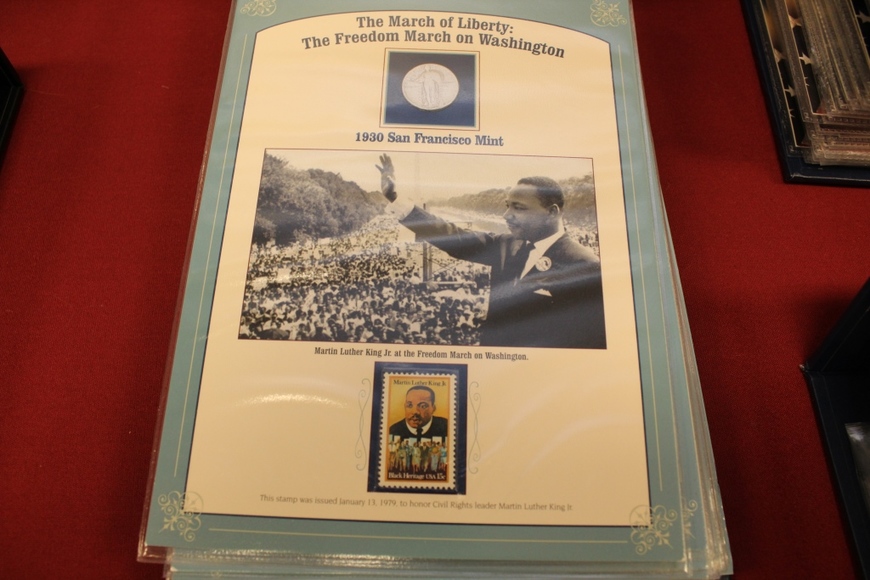 The March of Liberty:
The Freedom March on Washington
1930 San Francisco Mint
Martin Luther King Jr. at the Freedom March on Washington.
Martin Luther King Jr.
Black Heritage USA 15c
This stamp was issued January 13, 1979, to honor Civil Rights leader Martin Luther King Jr.